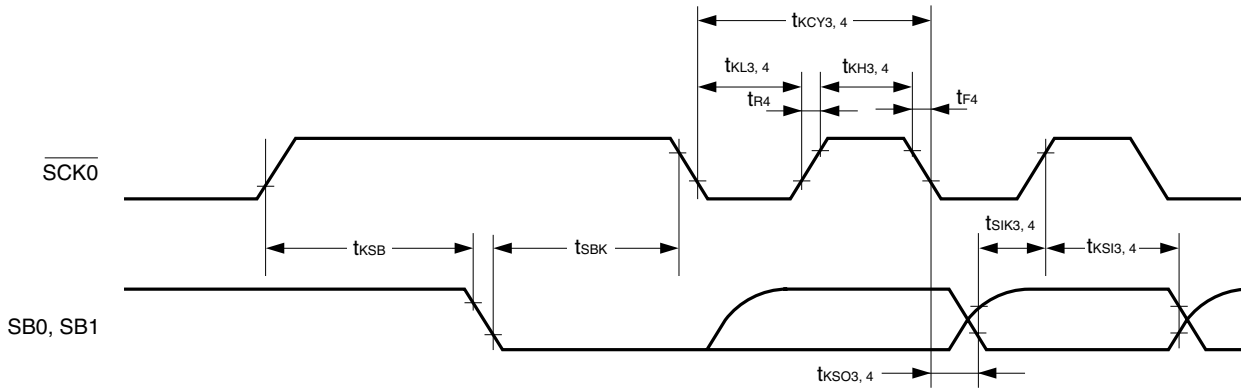 tKCY3, 4
tKL3, 4
tKH3, 4
tR4
tF4
SCK0
tSIK3, 4
tKSB
tSBK
tKSI3, 4
SB0, SB1
tKSO3, 4